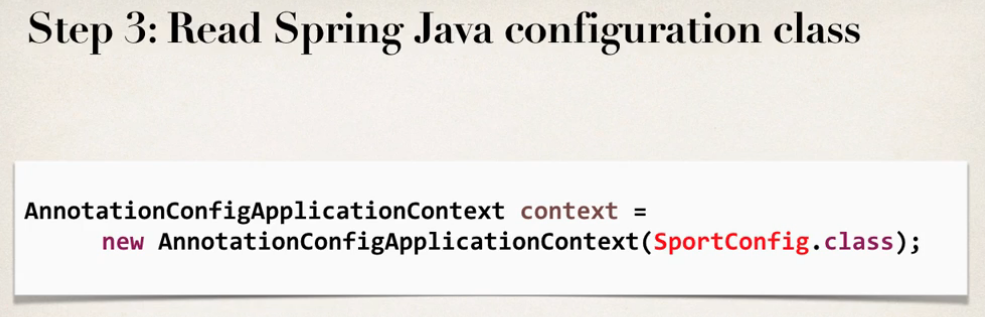 Step 3: Read Spring Java configuration class
AnnotationConfigApplicationContext context =
new AnnotationConfigApplicationContext(SportConfig.class);